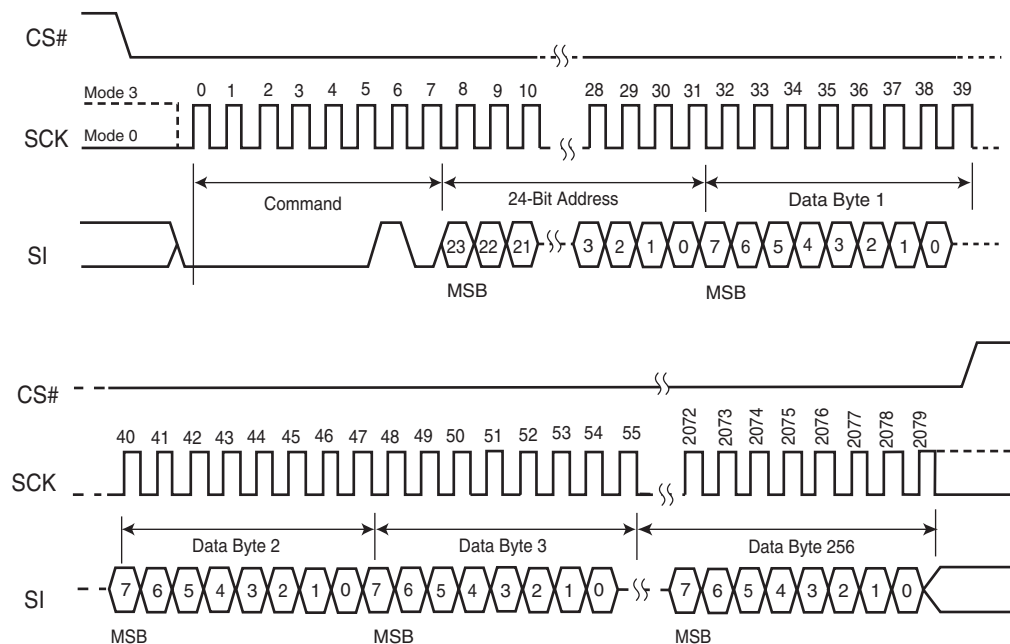 CS#
Mode 3
0 1 2 3 4 5 6 7 8 9 10 28 29 30 31 32 33 34 35 36 37 38 39
SCK
Mode 0
Command
24-Bit Address
Data Byte 1
SI
23 22 21 3 2 1 0 7 6 5 4 3 2 1 0
MSB
MSB
CS#
40 41 42 43 44 45 46 47 48 49 50 51 52 53 54 55 2072 2073 2074 2075 2076 2077 2078 2079
SCK
Data Byte 2
Data Byte 3
Data Byte 256
SI
7 6 5 4 3 2 1 0 7 6 5 4 3 2 1 0 7 6 5 4 3 2 1 0
MSB
MSB
MSB